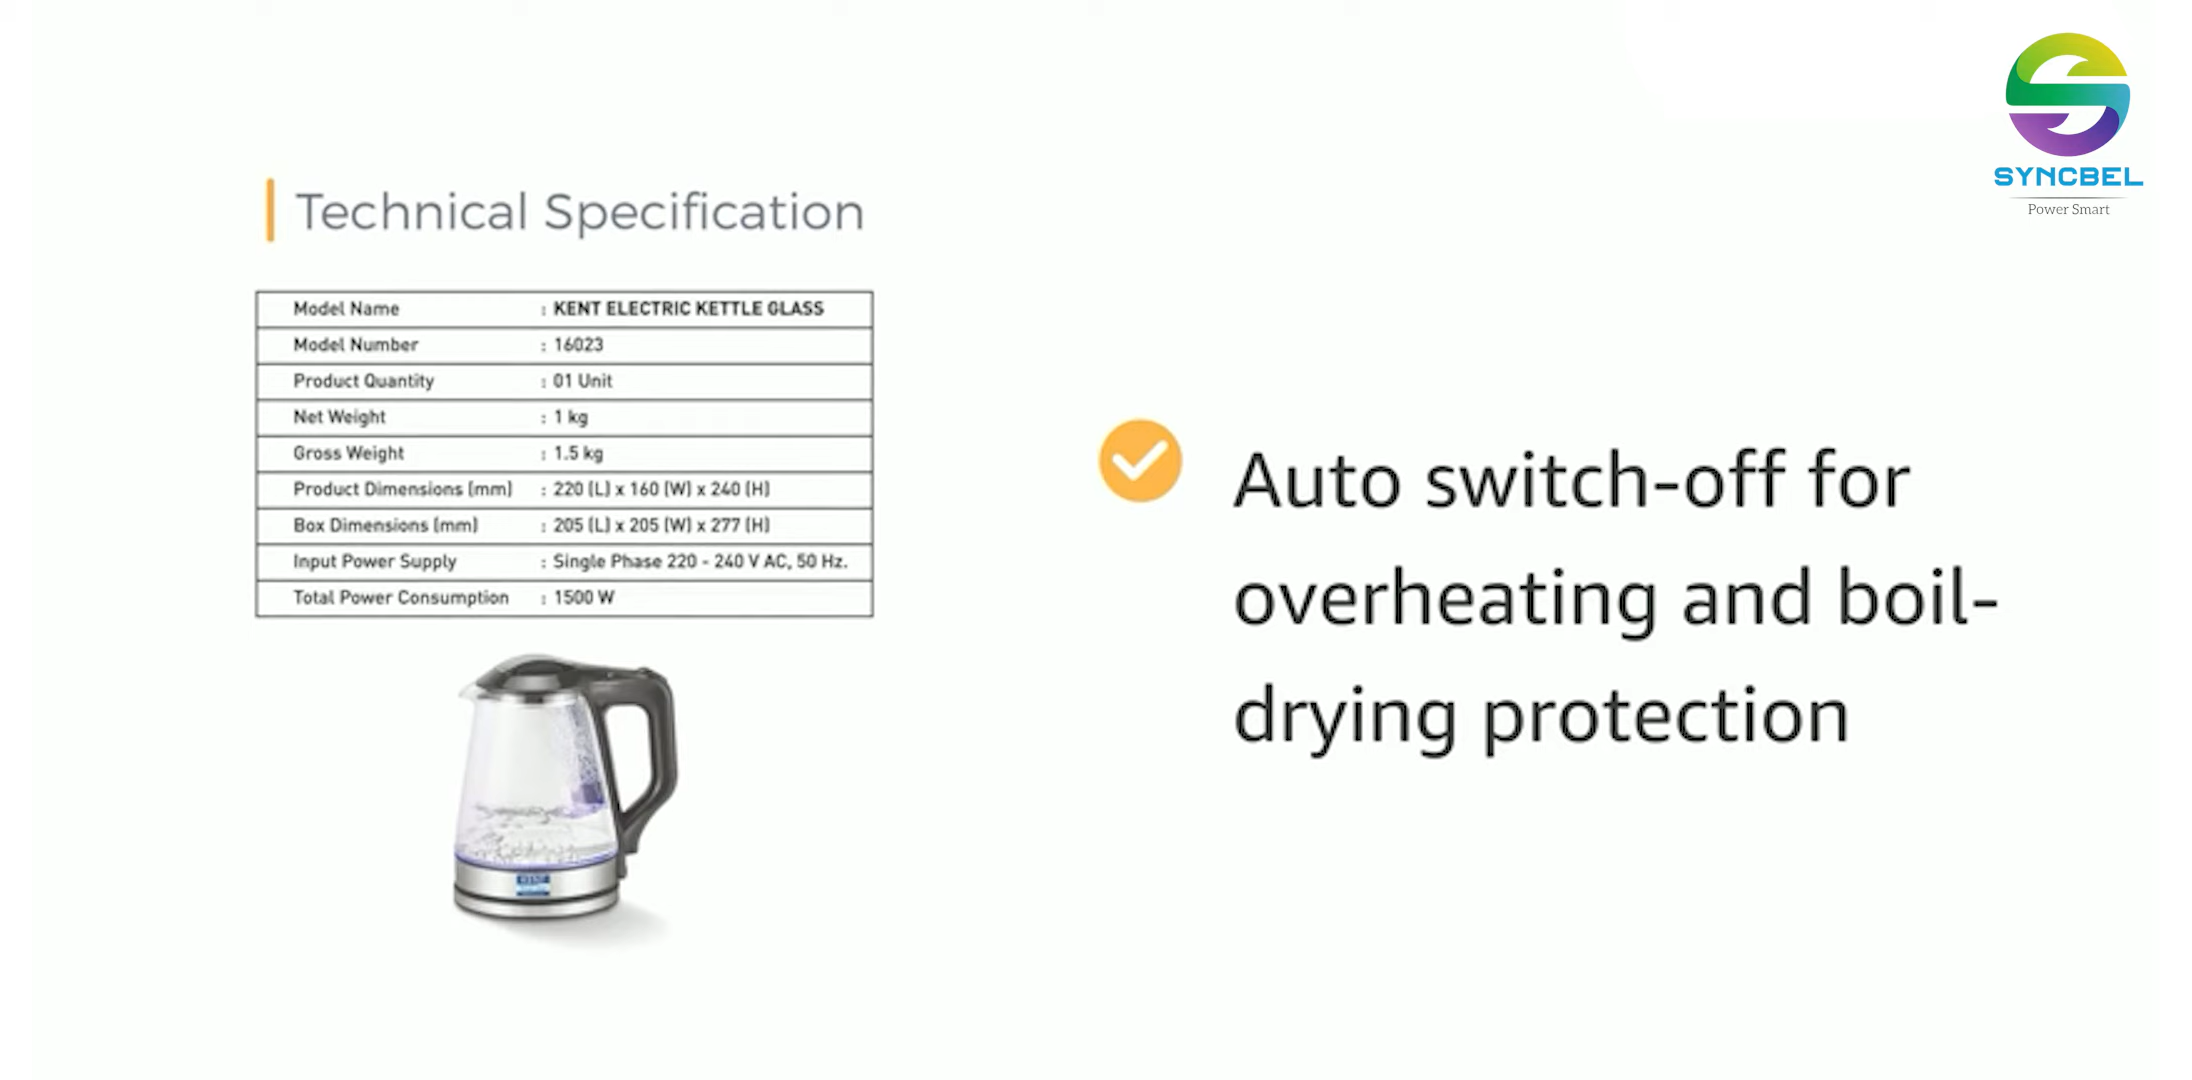 SYNCBEL
Power Smart
Technical Specification
Model Name : KENT ELECTRIC KETTLE GLASS
Model Number : 16023
Product Quantity : 01 Unit
Net Weight : 1 kg
Gross Weight : 1.5 kg
Product Dimensions (mm) : 220 (L) x 160 (W) x 240 (H)
Box Dimensions (mm) : 205 (L) x 205 (W) x 277 (H)
Input Power Supply : Single Phase 220 - 240 V AC, 50 Hz.
Total Power Consumption : 1500 W
KENT
Auto switch-off for
overheating and boil-
drying protection